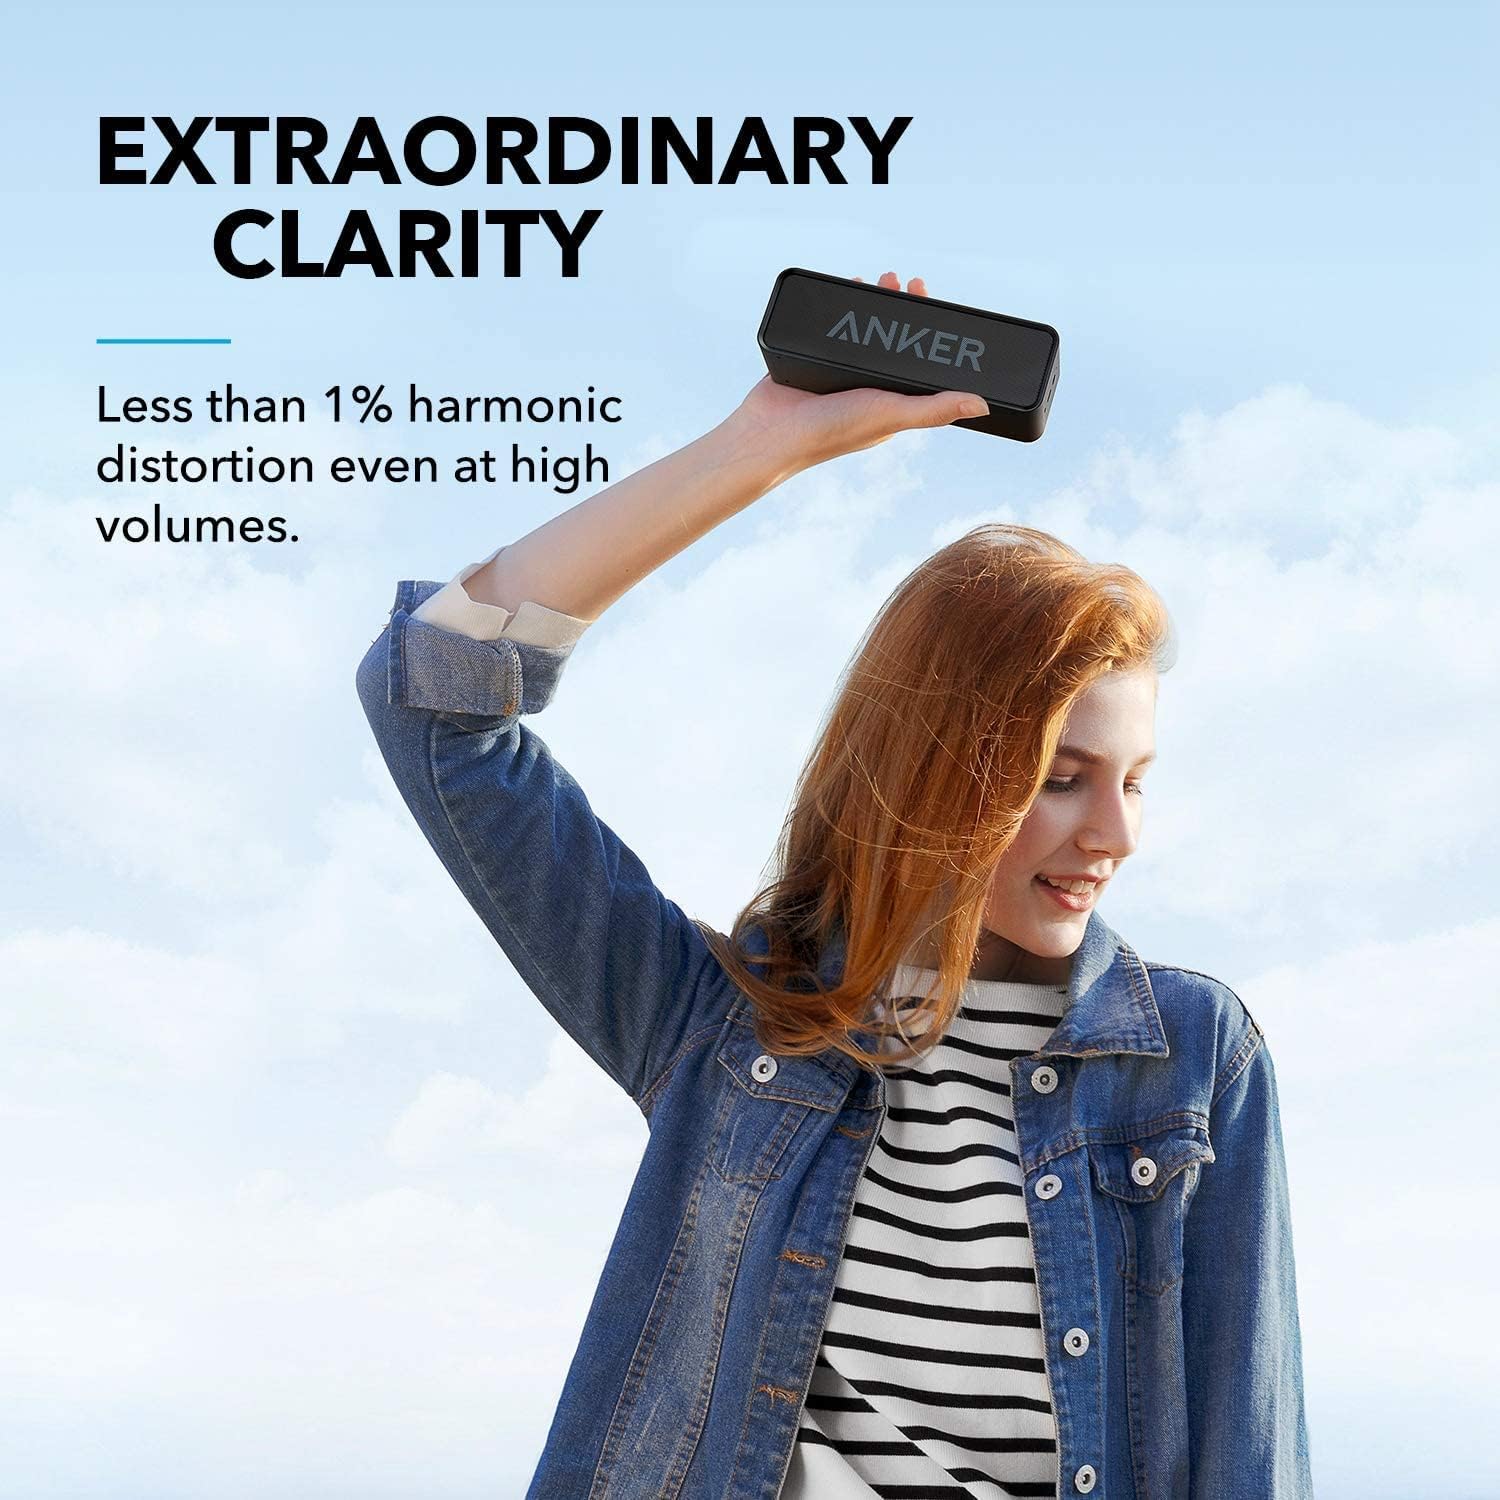 EXTRAORDINARY
CLARITY
Less than 1% harmonic
distortion even at high
volumes.
ANKER